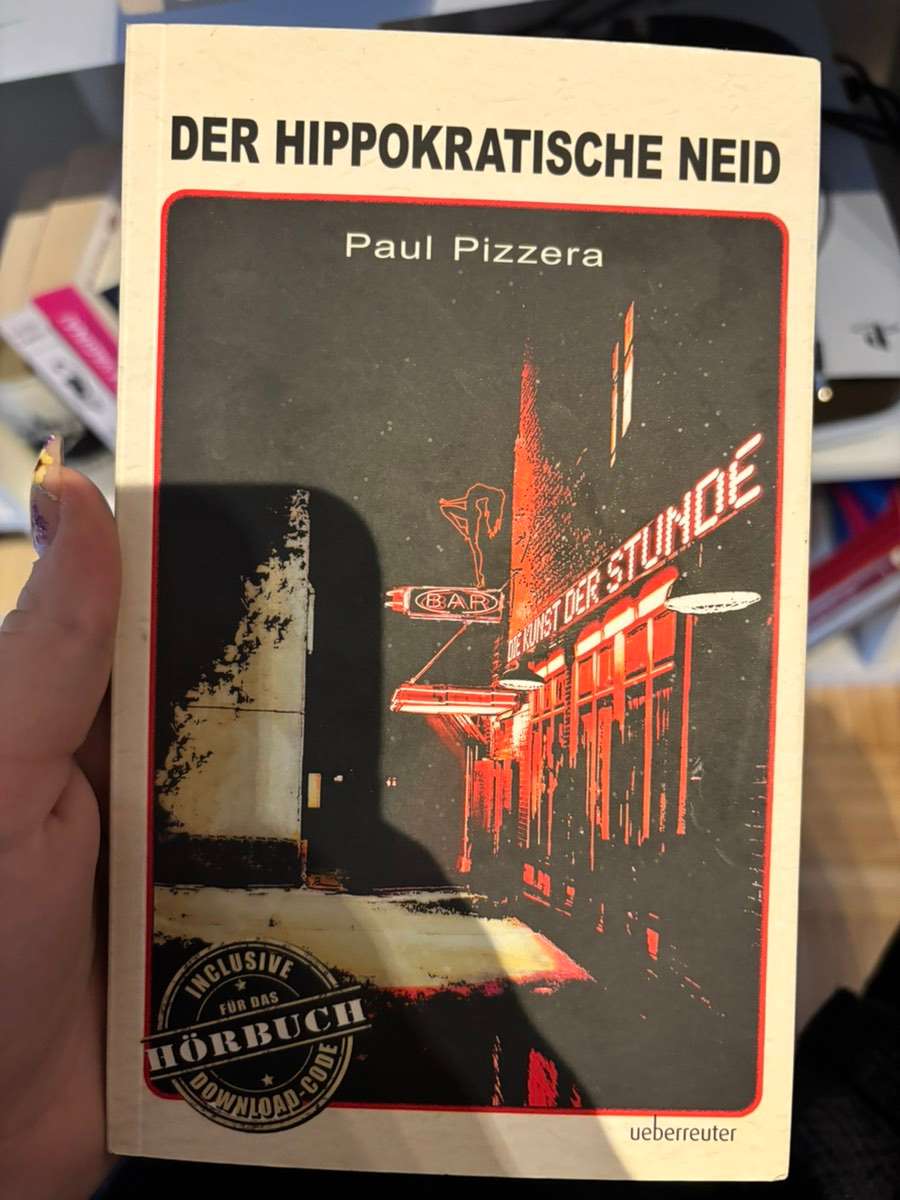 DER HIPPOKRATISCHE NEID
Paul Pizzera
BAR
DIE KUNST DER STUNDE
INCLUSIVE
FÜR DAS
HÖRBUCH
DOWNLOAD-CODE
ueberreuter